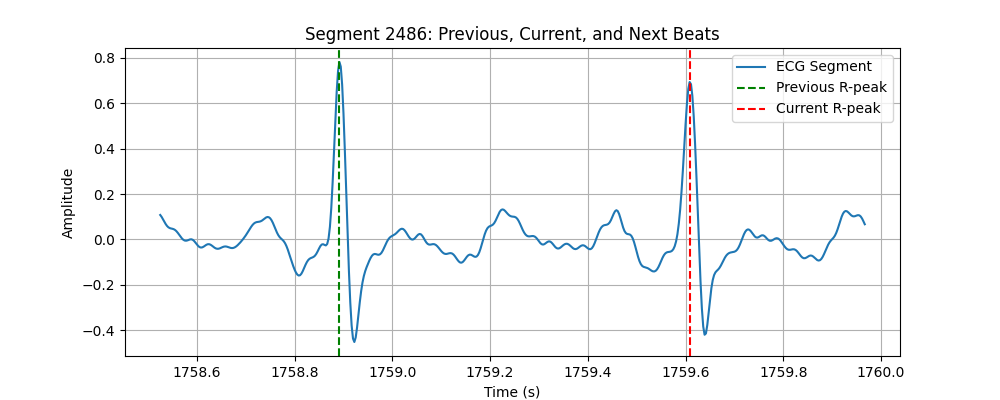 Segment 2486: Previous, Current, and Next Beats
ECG Segment
Previous R-peak
Current R-peak
Amplitude
0.8
0.6
0.4
0.2
0.0
−0.2
−0.4
1758.6 1758.8 1759.0 1759.2 1759.4 1759.6 1759.8 1760.0
Time (s)